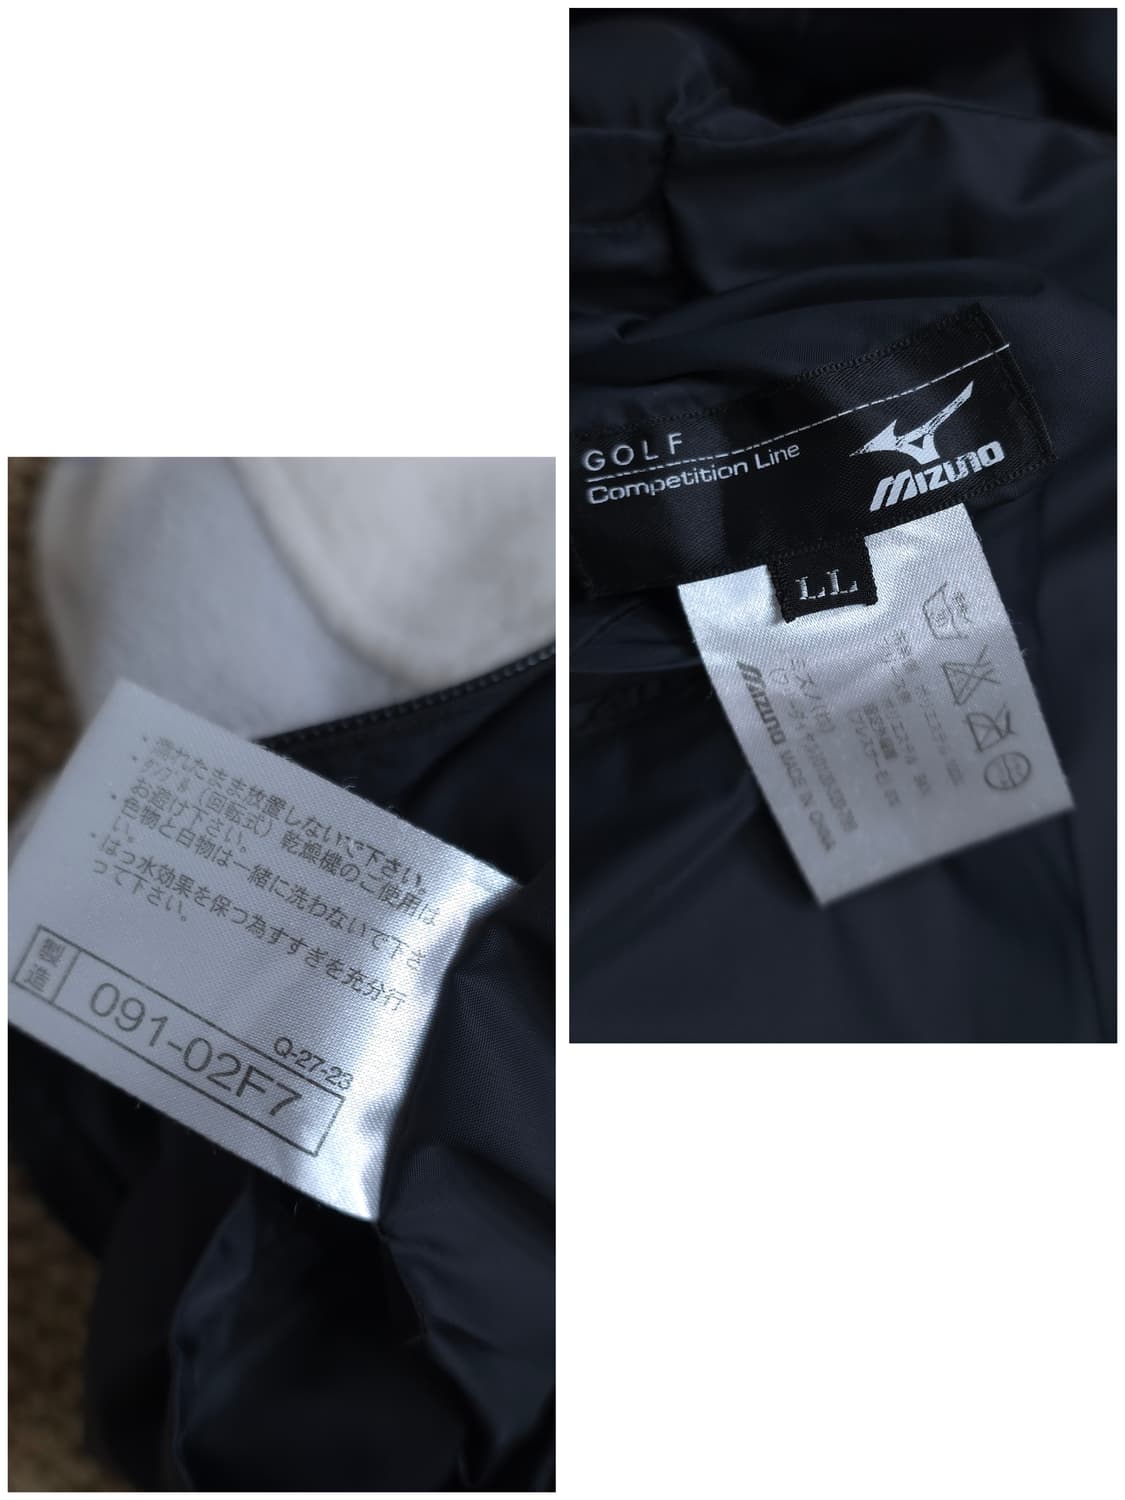 GOLF
Competition Line
MIZUNO
LL
ミズノ(株)
MIZUNO MADE IN CHINA
・濡れたまま放置しないで下さい。
・タンブル(回転式)乾燥機のご使用は
お避け下さい。
・色物と白物は一緒に洗わないで下さ
い。
・はっ水効果を保つ為すすぎを充分行
って下さい。
Q-27-23
製造
091-02F7